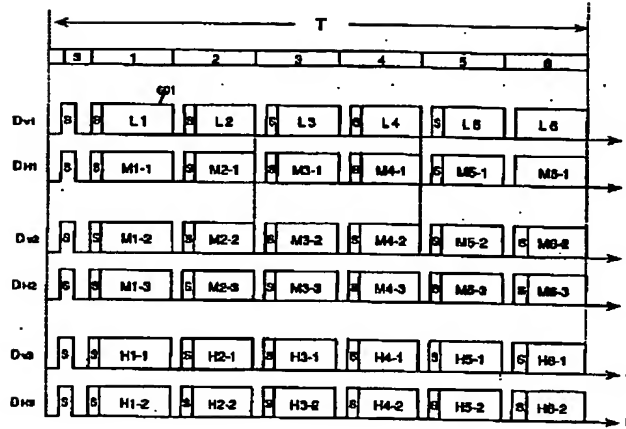 T
S 1 2 3 4 5 6
601
Dv1 S S L1 S L2 S L3 S L4 S L5 L6
DH1 S S M1-1 S M2-1 S M3-1 S M4-1 S M5-1 M6-1
Dv2 S S M1-2 S M2-2 S M3-2 S M4-2 S M5-2 S M6-2
DH2 S S M1-3 S M2-3 S M3-3 S M4-3 S M5-3 S M6-3
Dv3 S S H1-1 S H2-1 S H3-1 S H4-1 S H5-1 S H6-1
DH3 S S H1-2 S H2-2 S H3-2 S H4-2 S H5-2 S H6-2